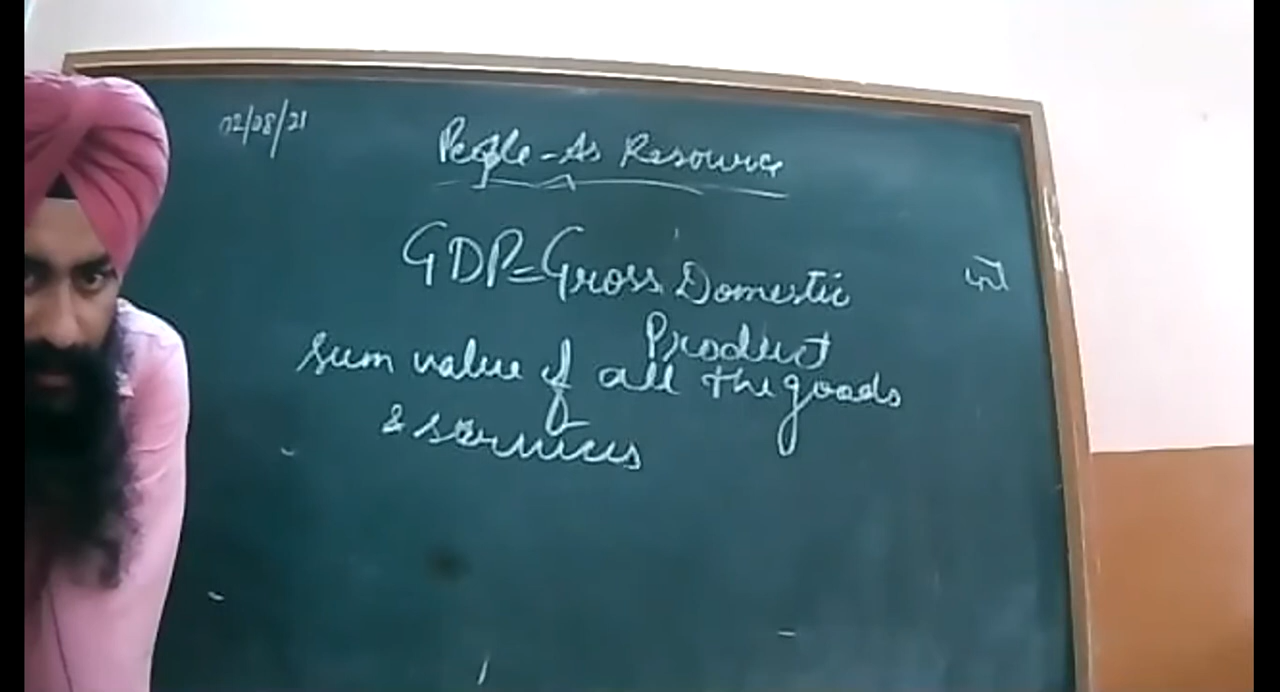 02/08/21
People-As Resource
GDP=Gross Domestic
Product
Sum value of all the goods
& services